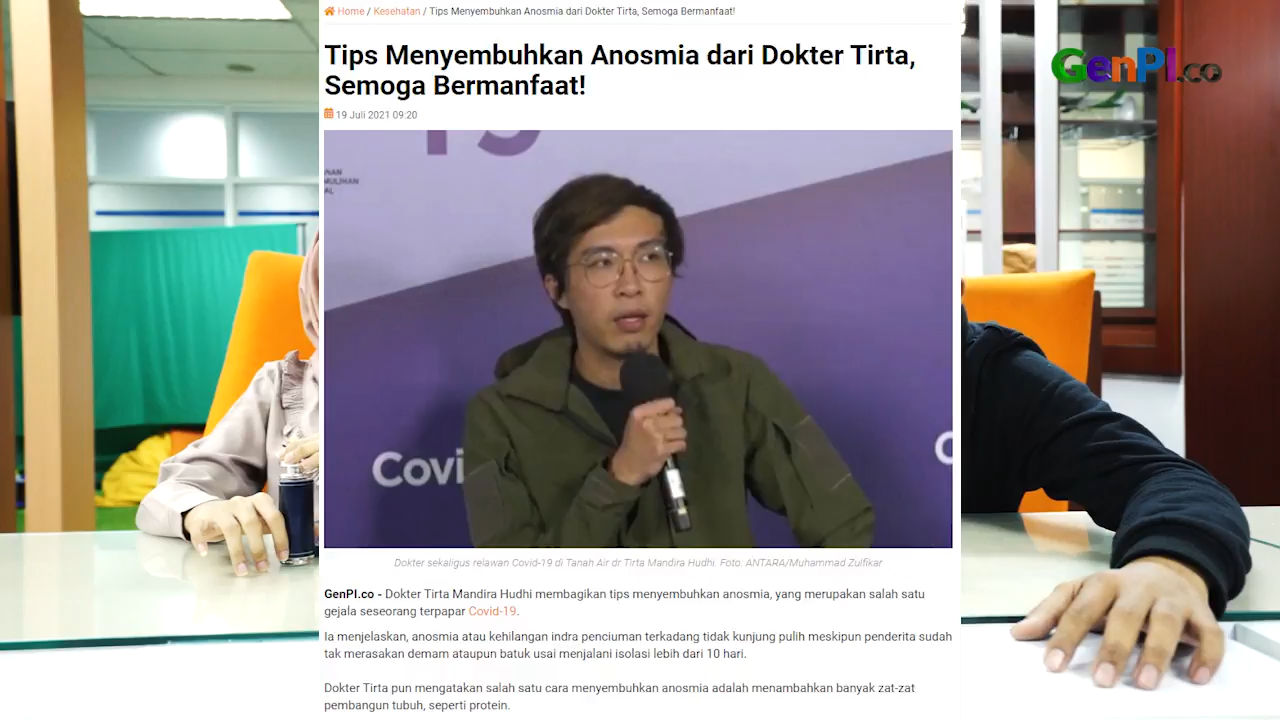 Home / Kesehatan / Tips Menyembuhkan Anosmia dari Dokter Tirta, Semoga Bermanfaat!
Tips Menyembuhkan Anosmia dari Dokter Tirta,
Semoga Bermanfaat!
GenPI.co
19 Juli 2021 09:20
19
Covi
C
Dokter sekaligus relawan Covid-19 di Tanah Air dr Tirta Mandira Hudhi. Foto: ANTARA/Muhammad Zulfikar
GenPI.co - Dokter Tirta Mandira Hudhi membagikan tips menyembuhkan anosmia, yang merupakan salah satu
gejala seseorang terpapar Covid-19.
Ia menjelaskan, anosmia atau kehilangan indra penciuman terkadang tidak kunjung pulih meskipun penderita sudah
tak merasakan demam ataupun batuk usai menjalani isolasi lebih dari 10 hari.
Dokter Tirta pun mengatakan salah satu cara menyembuhkan anosmia adalah menambahkan banyak zat-zat
pembangun tubuh, seperti protein.